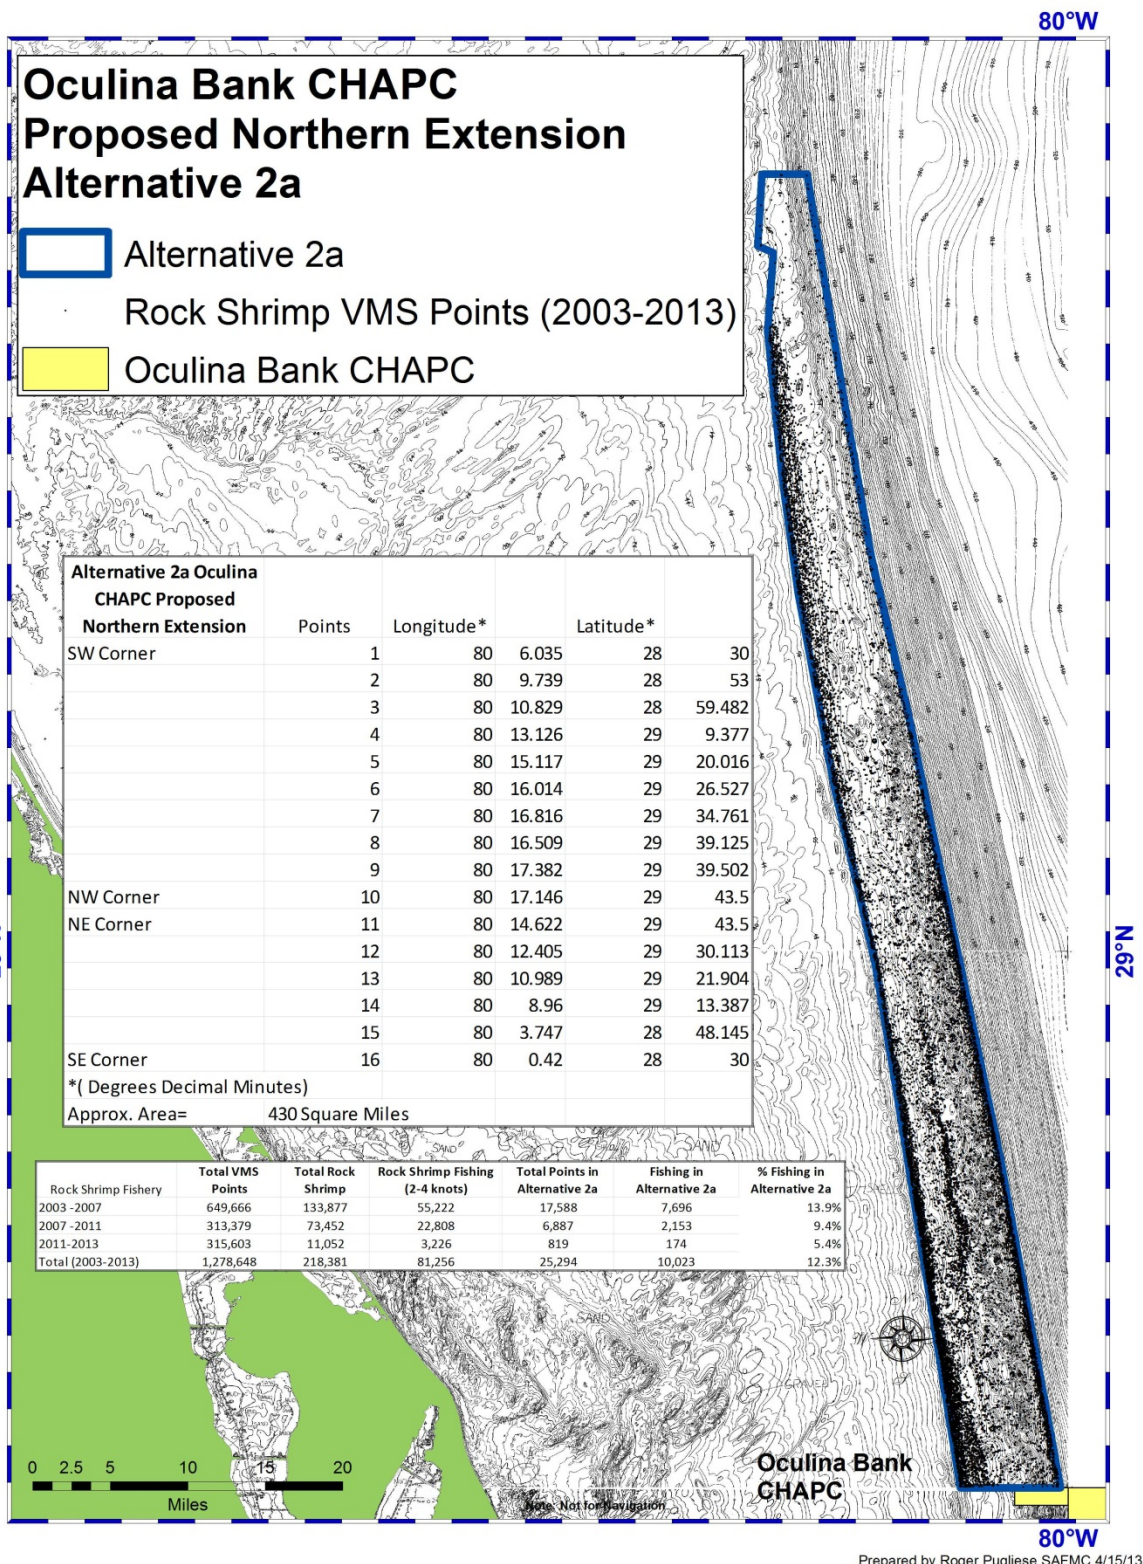 80°W
Oculina Bank CHAPC
Proposed Northern Extension
Alternative 2a
Alternative 2a
Rock Shrimp VMS Points (2003-2013)
Oculina Bank CHAPC
Alternative 2a Oculina
CHAPC Proposed
Northern Extension Points Longitude* Latitude*
SW Corner 1 80 6.035 28 30
2 80 9.739 28 53
3 80 10.829 28 59.482
4 80 13.126 29 9.377
5 80 15.117 29 20.016
6 80 16.014 29 26.527
7 80 16.816 29 34.761
8 80 16.509 29 39.125
9 80 17.382 29 39.502
NW Corner 10 80 17.146 29 43.5
NE Corner 11 80 14.622 29 43.5
12 80 12.405 29 30.113
13 80 10.989 29 21.904
14 80 8.96 29 13.387
15 80 3.747 28 48.145
SE Corner 16 80 0.42 28 30
*( Degrees Decimal Minutes)
Approx. Area= 430 Square Miles
29°N
SAND
SAND
Total VMS Total Rock Rock Shrimp Fishing Total Points in Fishing in % Fishing in
Rock Shrimp Fishery Points Shrimp (2-4 knots) Alternative 2a Alternative 2a Alternative 2a
2003 -2007 649,666 133,877 55,222 17,588 7,696 13.9%
2007 -2011 313,379 73,452 22,808 6,887 2,153 9.4%
2011-2013 315,603 11,052 3,226 819 174 5.4%
Total (2003-2013) 1,278,648 218,381 81,256 25,294 10,023 12.3%
SAND
GRAVEL
Oculina Bank
CHAPC
0 2.5 5 10 15 20
Miles
Note: Not for Navigation
80°W
Prepared by Roger Pugliese SAFMC 4/15/13